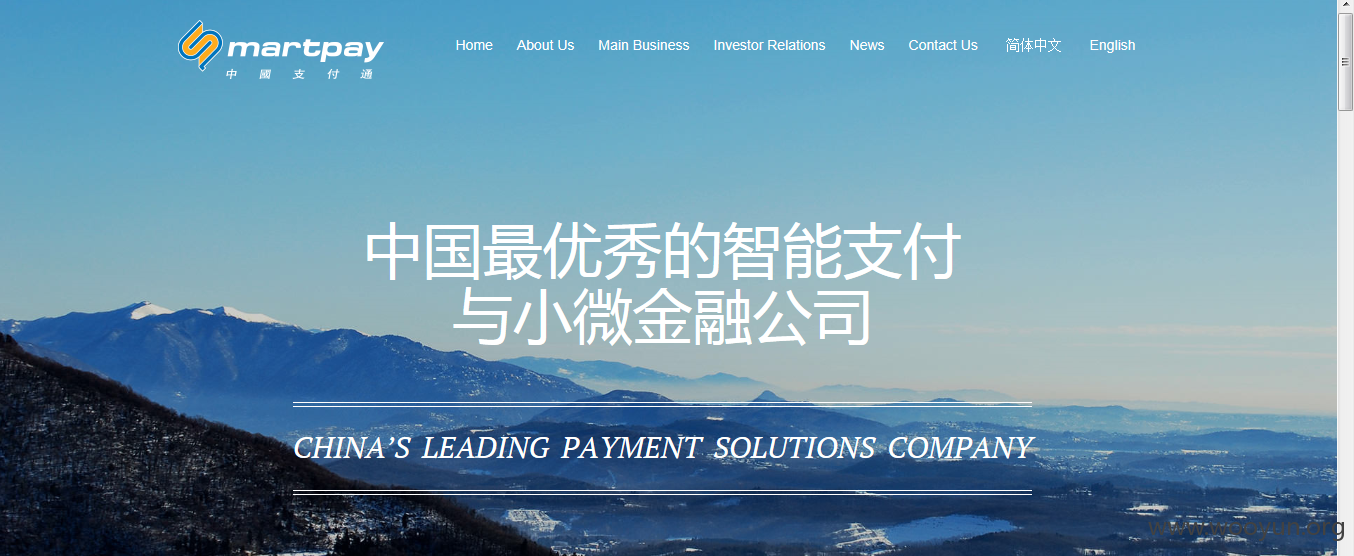 Smartpay
中國支付通
Home About Us Main Business Investor Relations News Contact Us 简体中文 English
中国最优秀的智能支付
与小微金融公司
CHINA’S LEADING PAYMENT SOLUTIONS COMPANY
www.wooyun.org